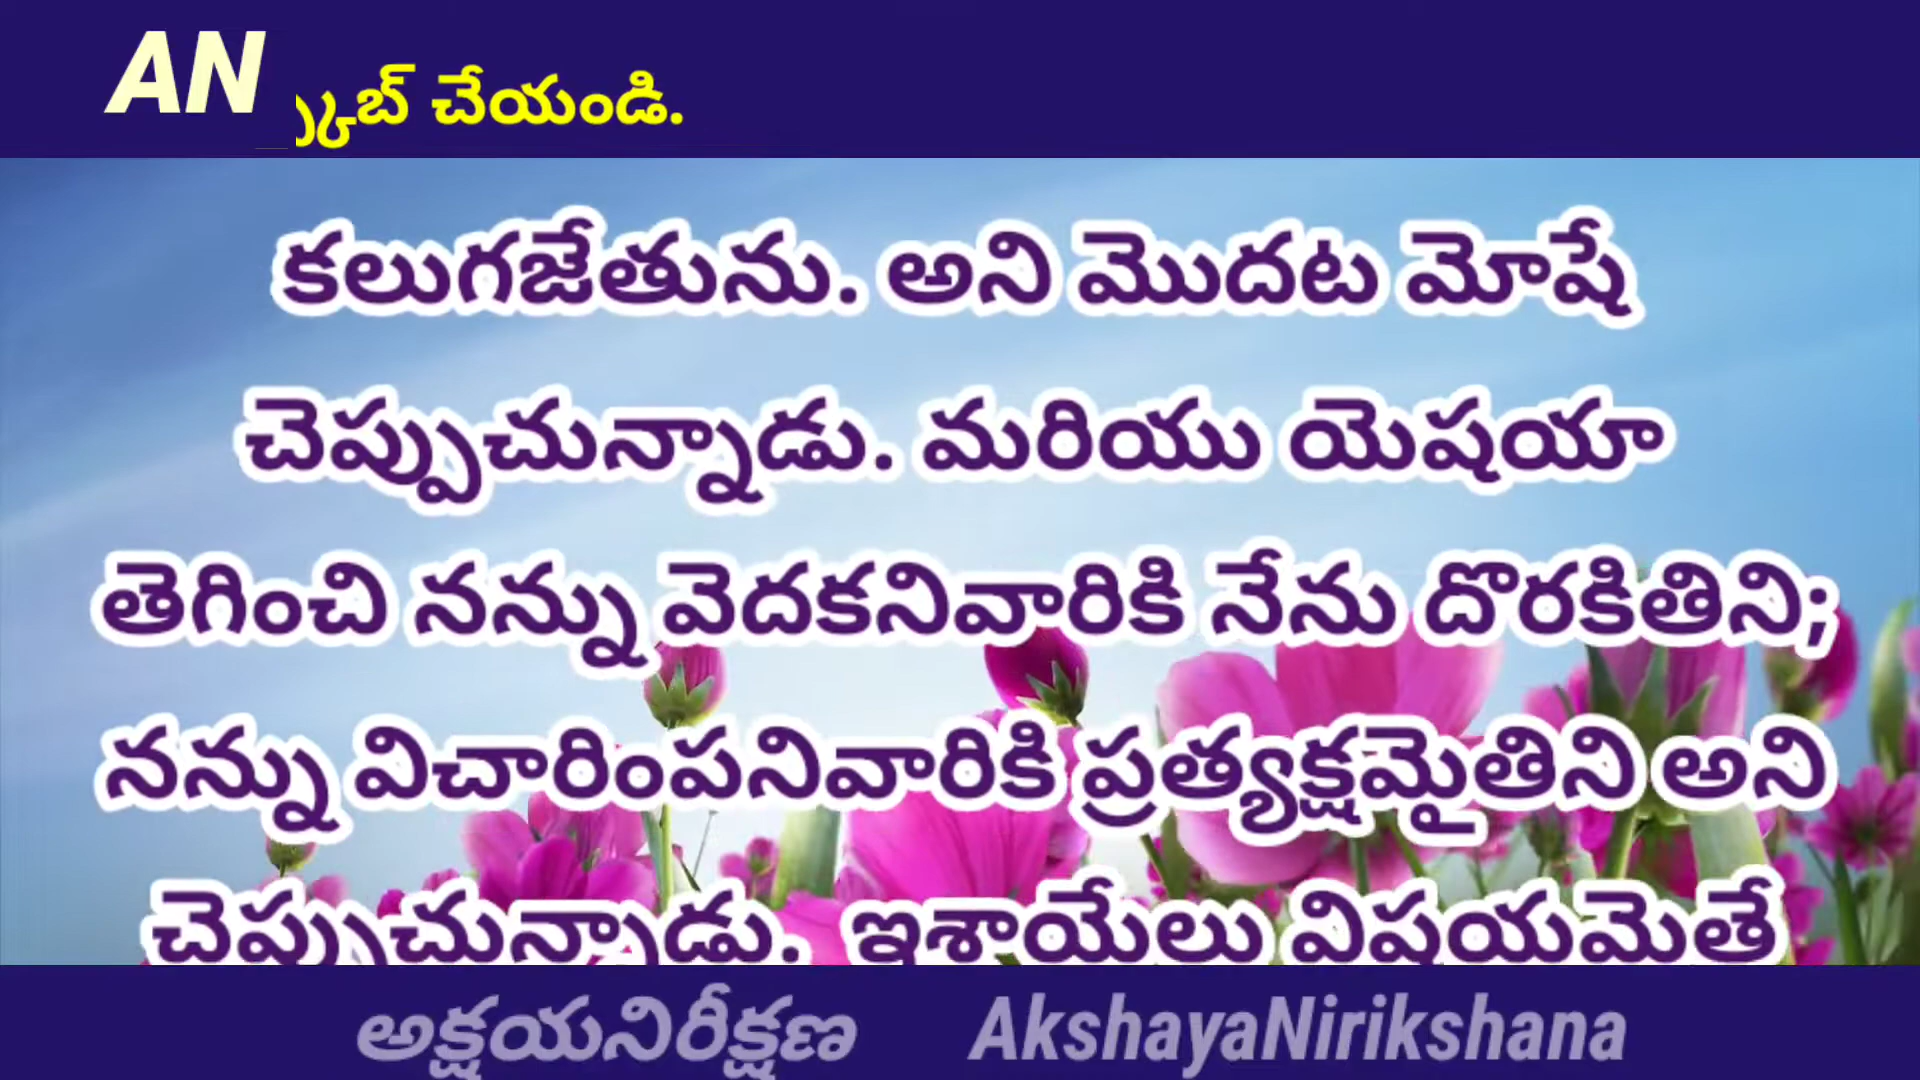 AN
స్క్రైబ్ చేయండి.
కలుగజేతును. అని మొదట మోషే
చెప్పుచున్నాడు. మరియు యెషయా
తెగించి నన్ను వెదకనివారికి నేను దొరకితిని;
నన్ను విచారింపనివారికి ప్రత్యక్షమైతిని అని
చెప్పుచున్నాడు. ఇశ్రాయేలు విషయమైతే
అక్షయనిరీక్షణ AkshayaNirikshana